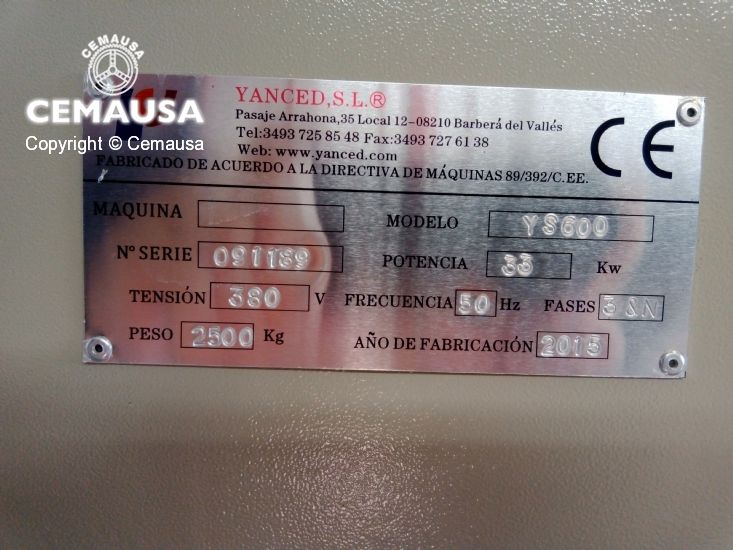 CEMAUSA
CEMAUSA
Copyright © Cemausa
YANCED,S.L.®
Pasaje Arrahona,35 Local 12-08210 Barberá del Vallés
Tel:3493 725 85 48 Fax:3493 727 61 38
Web: www.yanced.com
FABRICADO DE ACUERDO A LA DIRECTIVA DE MÁQUINAS 89/392/C.EE.
CE
MAQUINA MODELO YS600
Nº SERIE 091189 POTENCIA 33 Kw
TENSIÓN 380 V FRECUENCIA 50 Hz FASES 3 &N
PESO 2500 Kg AÑO DE FABRICACIÓN 2015